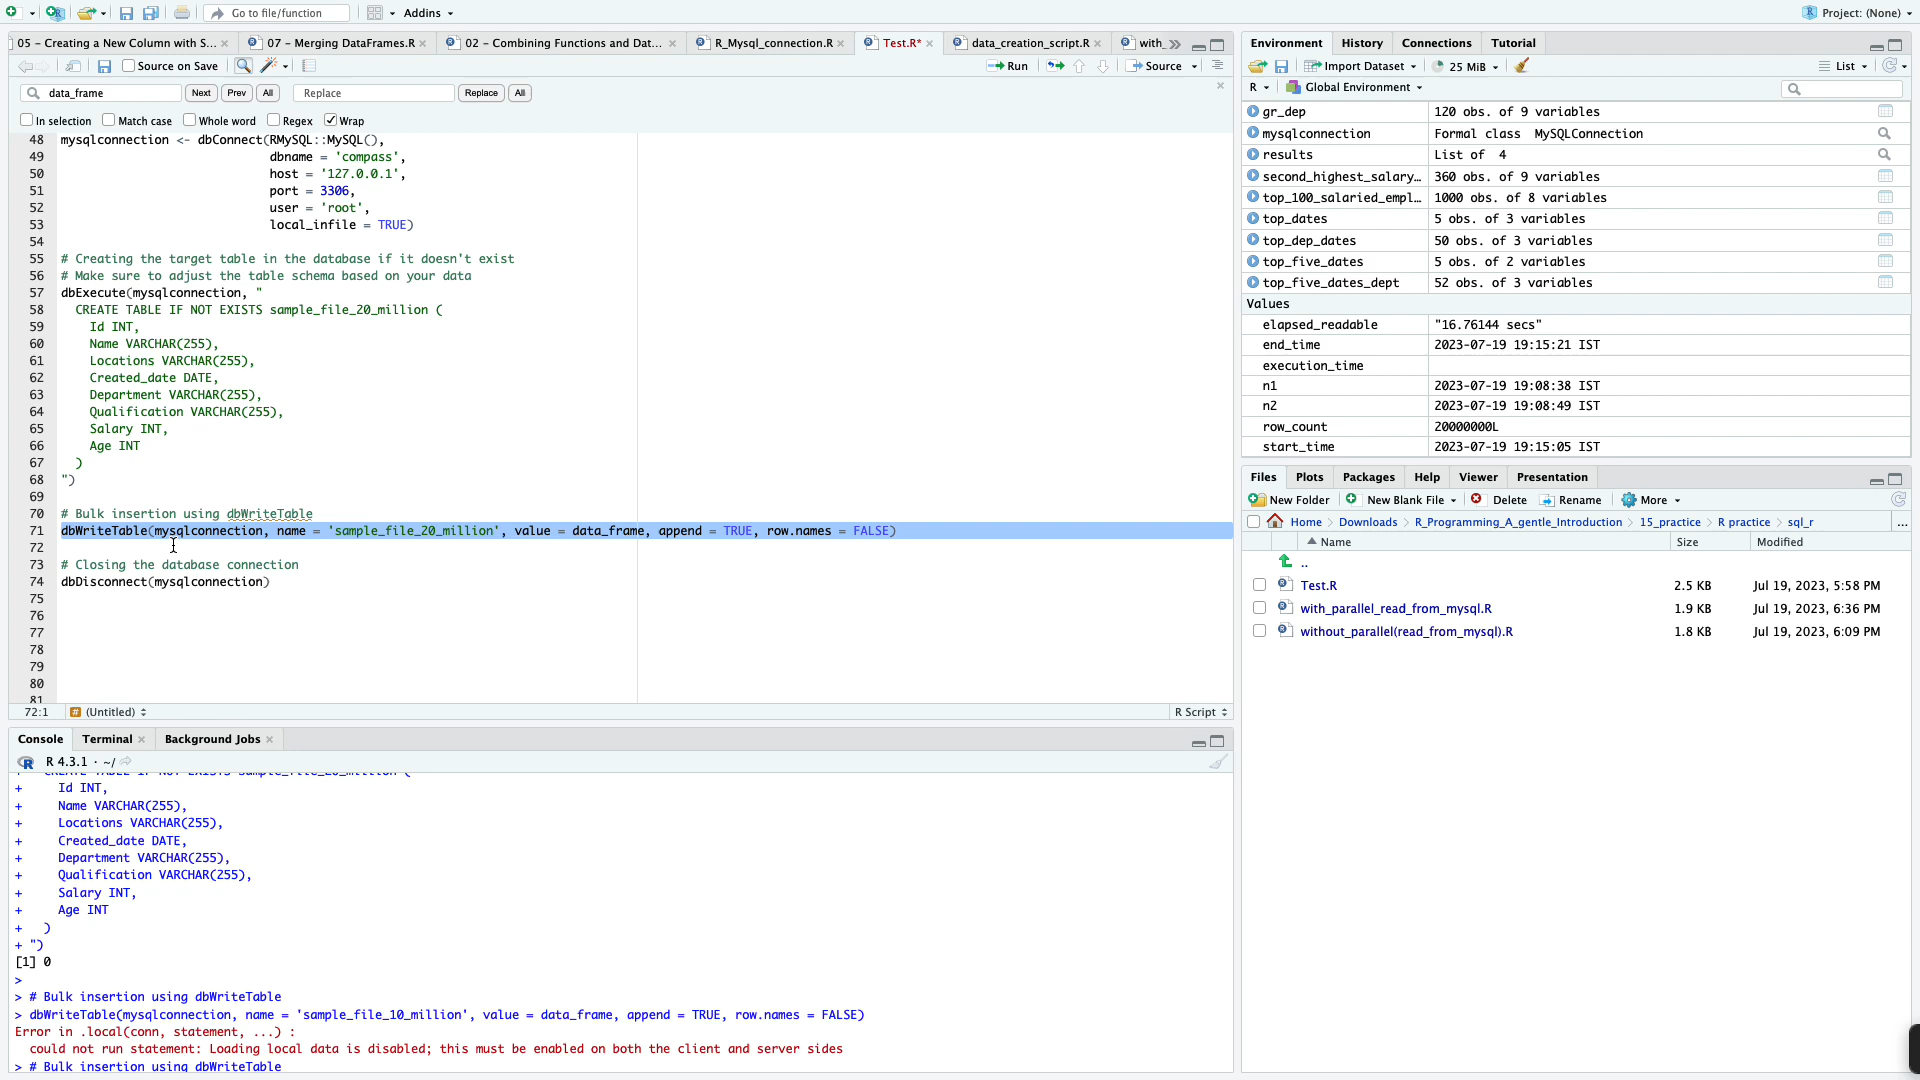 Go to file/function
Addins
Project: (None)
05 - Creating a New Column with S...
07 - Merging DataFrames.R
02 - Combining Functions and Dat...
R_Mysql_connection.R
Test.R*
data_creation_script.R
with_
Source on Save
Run
Source
data_frame
Next
Prev
All
Replace
Replace
All
In selection
Match case
Whole word
Regex
Wrap
48 mysqlconnection <- dbConnect(RMySQL::MySQL(),
49 dbname = 'compass',
50 host = '127.0.0.1',
51 port = 3306,
52 user = 'root',
53 local_infile = TRUE)
54
55 # Creating the target table in the database if it doesn't exist
56 # Make sure to adjust the table schema based on your data
57 dbExecute(mysqlconnection, "
58 CREATE TABLE IF NOT EXISTS sample_file_20_million (
59 Id INT,
60 Name VARCHAR(255),
61 Locations VARCHAR(255),
62 Created_date DATE,
63 Department VARCHAR(255),
64 Qualification VARCHAR(255),
65 Salary INT,
66 Age INT
67 )
68 ")
69
70 # Bulk insertion using dbWriteTable
71 dbWriteTable(mysqlconnection, name = 'sample_file_20_million', value = data_frame, append = TRUE, row.names = FALSE)
72
73 # Closing the database connection
74 dbDisconnect(mysqlconnection)
75
76
77
78
79
80
81
72:1 (Untitled) R Script
Console Terminal Background Jobs
R 4.3.1 · ~/
+ CREATE TABLE IF NOT EXISTS sample_file_20_million (
+ Id INT,
+ Name VARCHAR(255),
+ Locations VARCHAR(255),
+ Created_date DATE,
+ Department VARCHAR(255),
+ Qualification VARCHAR(255),
+ Salary INT,
+ Age INT
+ )
+ ")
[1] 0
>
> # Bulk insertion using dbWriteTable
> dbWriteTable(mysqlconnection, name = 'sample_file_10_million', value = data_frame, append = TRUE, row.names = FALSE)
Error in .local(conn, statement, ...) :
could not run statement: Loading local data is disabled; this must be enabled on both the client and server sides
> # Bulk insertion using dbWriteTable
Environment History Connections Tutorial
Import Dataset 25 MiB List
R Global Environment
gr_dep 120 obs. of 9 variables
mysqlconnection Formal class MySQLConnection
results List of 4
second_highest_salary… 360 obs. of 9 variables
top_100_salaried_empl… 1000 obs. of 8 variables
top_dates 5 obs. of 3 variables
top_dep_dates 50 obs. of 3 variables
top_five_dates 5 obs. of 2 variables
top_five_dates_dept 52 obs. of 3 variables
Values
elapsed_readable "16.76144 secs"
end_time 2023-07-19 19:15:21 IST
execution_time
n1 2023-07-19 19:08:38 IST
n2 2023-07-19 19:08:49 IST
row_count 20000000L
start_time 2023-07-19 19:15:05 IST
Files Plots Packages Help Viewer Presentation
New Folder New Blank File Delete Rename More
Home Downloads R_Programming_A_gentle_Introduction 15_practice R practice sql_r ...
Name Size Modified
..
Test.R 2.5 KB Jul 19, 2023, 5:58 PM
with_parallel_read_from_mysql.R 1.9 KB Jul 19, 2023, 6:36 PM
without_parallel(read_from_mysql).R 1.8 KB Jul 19, 2023, 6:09 PM